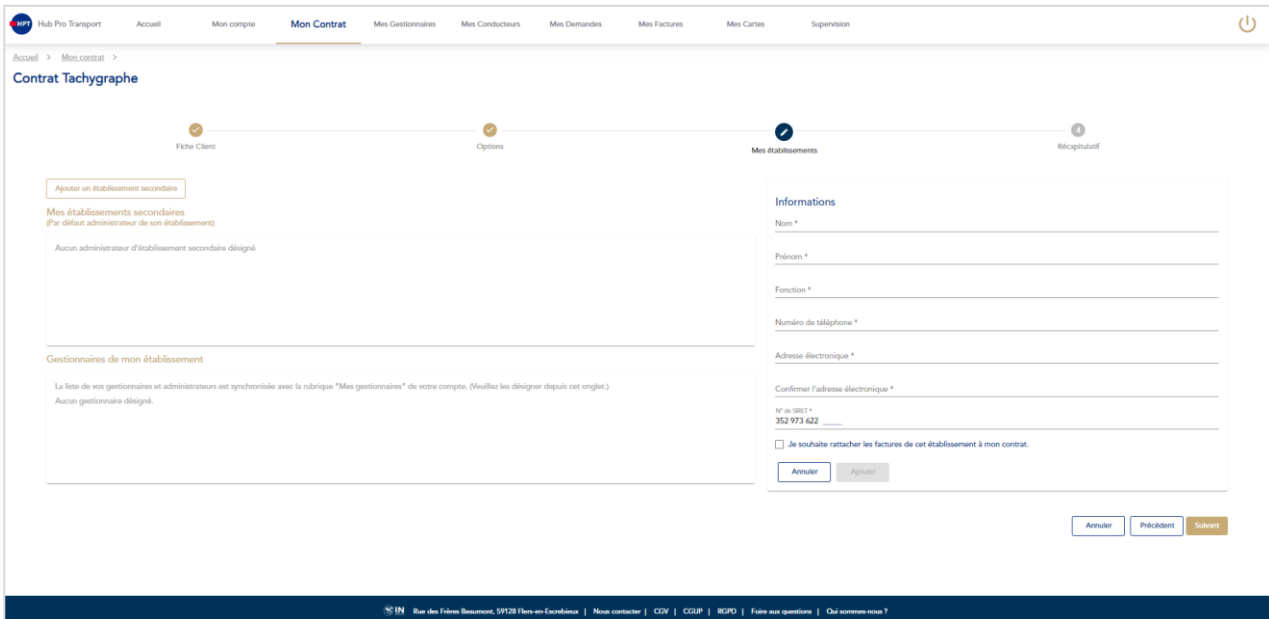 HPT Hub Pro Transport Accueil Mon compte Mon Contrat Mes Gestionnaires Mes Conducteurs Mes Demandes Mes Factures Mes Cartes Supervision
Accueil > Mon contrat >
Contrat Tachygraphe
4
Fiche Client Options Mes établissements Récapitulatif
Ajouter un établissement secondaire
Mes établissements secondaires
(Par défaut administrateur de son établissement)
Aucun administrateur d'établissement secondaire désigné
Gestionnaires de mon établissement
La liste de vos gestionnaires et administrateurs est synchronisée avec la rubrique "Mes gestionnaires" de votre compte. (Veuillez les désigner depuis cet onglet.)
Aucun gestionnaire désigné.
Informations
Nom *
Prénom *
Fonction *
Numéro de téléphone *
Adresse électronique *
Confirmer l'adresse électronique *
N° de SIRET *
352 973 622 _____
Je souhaite rattacher les factures de cet établissement à mon contrat.
Annuler Ajouter
Annuler Précédent Suivant
IN Rue des Frères Beaumont, 59128 Flers-en-Escrebieux | Nous contacter | CGV | CGUP | RGPD | Foire aux questions | Qui sommes-nous ?